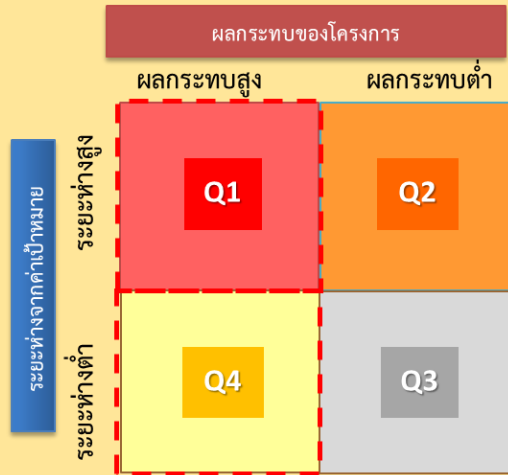 ผลกระทบของโครงการ
ผลกระทบสูง
ผลกระทบต่ำ
ระยะห่างจากค่าเป้าหมาย
ระยะห่างสูง
Q1
Q2
ระยะห่างต่ำ
Q4
Q3